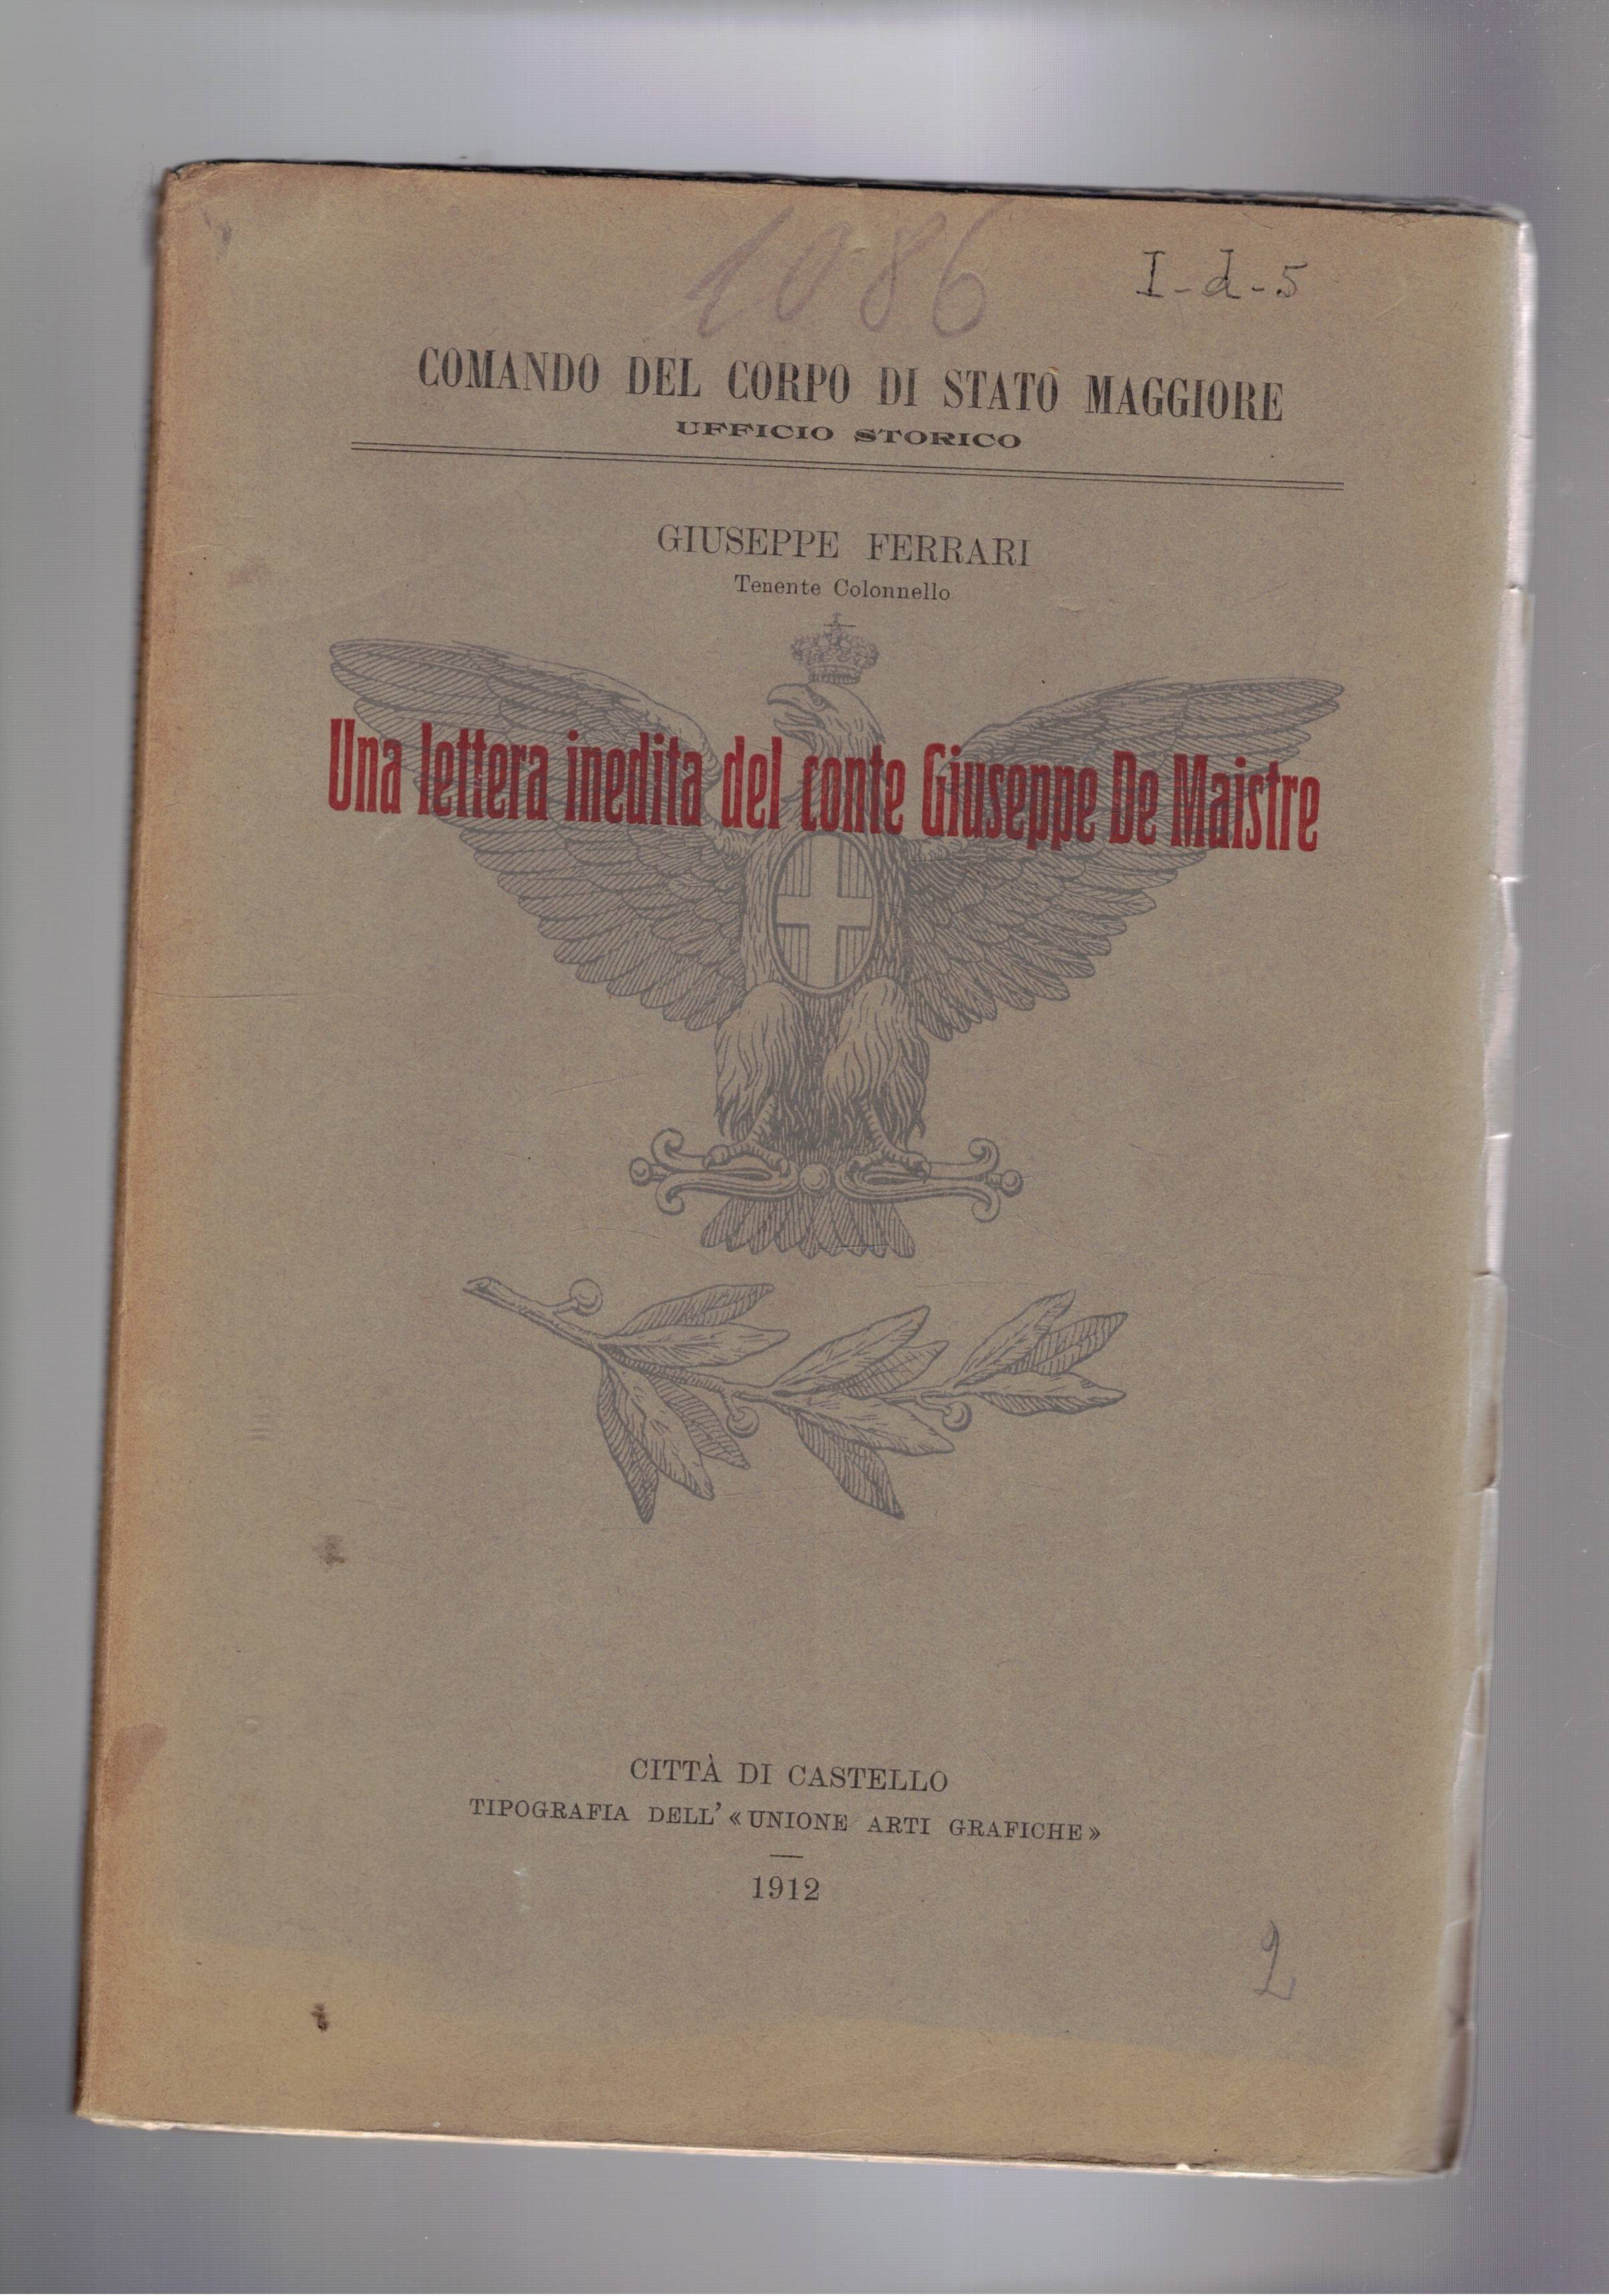 1086
I-d-5
COMANDO DEL CORPO DI STATO MAGGIORE
UFFICIO STORICO
GIUSEPPE FERRARI
Tenente Colonnello
Una lettera inedita del conte Giuseppe De Maistre
CITTÀ DI CASTELLO
TIPOGRAFIA DELL' « UNIONE ARTI GRAFICHE »
1912
2